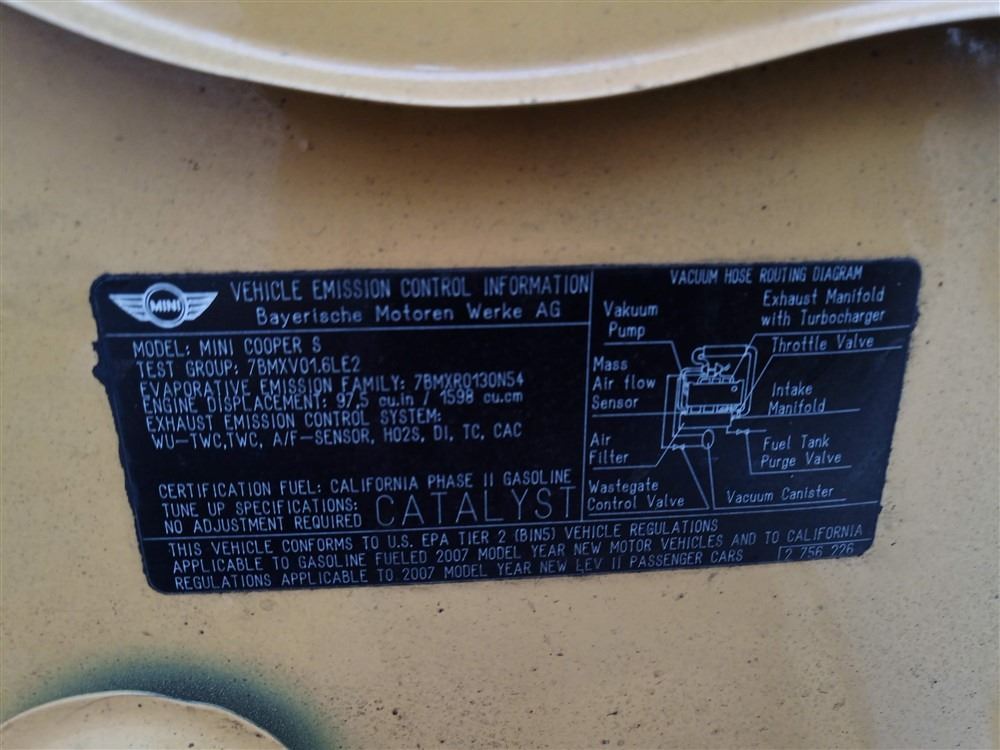 MINI
VEHICLE EMISSION CONTROL INFORMATION
Bayerische Motoren Werke AG
MODEL: MINI COOPER S
TEST GROUP: 7BMXV01.6LE2
EVAPORATIVE EMISSION FAMILY: 7BMXR0130N54
ENGINE DISPLACEMENT: 97.5 cu.in / 1598 cu.cm
EXHAUST EMISSION CONTROL SYSTEM:
WU-TWC,TWC, A/F-SENSOR, HO2S, DI, TC, CAC
CERTIFICATION FUEL: CALIFORNIA PHASE II GASOLINE
TUNE UP SPECIFICATIONS:
NO ADJUSTMENT REQUIRED
CATALYST
VACUUM HOSE ROUTING DIAGRAM
Vakuum
Pump
Exhaust Manifold
with Turbocharger
Throttle Valve
Mass
Air flow
Sensor
Intake
Manifold
Air
Filter
Fuel Tank
Purge Valve
Wastegate
Control Valve
Vacuum Canister
THIS VEHICLE CONFORMS TO U.S. EPA TIER 2 (BIN5) VEHICLE REGULATIONS
APPLICABLE TO GASOLINE FUELED 2007 MODEL YEAR NEW MOTOR VEHICLES AND TO CALIFORNIA
REGULATIONS APPLICABLE TO 2007 MODEL YEAR NEW LEV II PASSENGER CARS
2 756 226